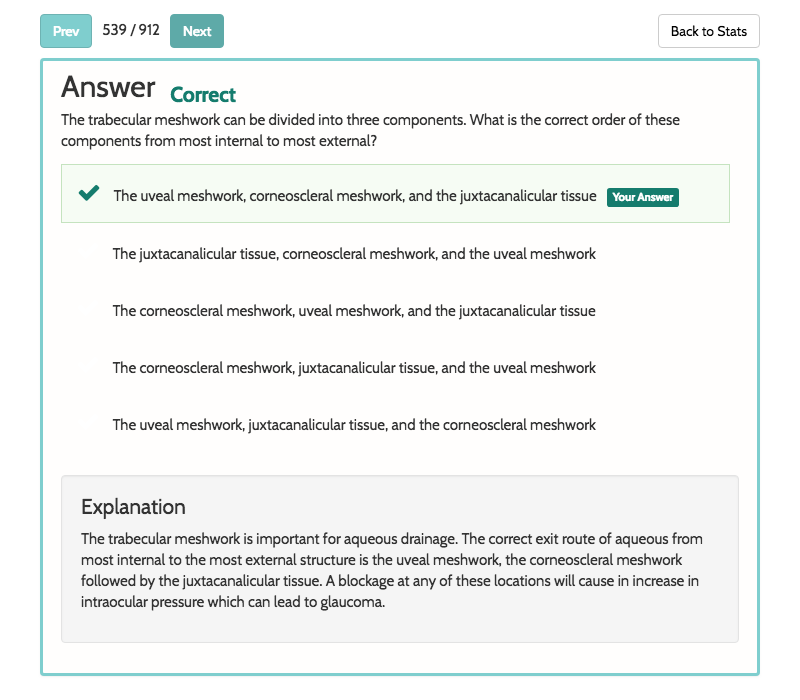 Prev 539 / 912 Next Back to Stats
Answer Correct
The trabecular meshwork can be divided into three components. What is the correct order of these
components from most internal to most external?
The uveal meshwork, corneoscleral meshwork, and the juxtacanalicular tissue Your Answer
The juxtacanalicular tissue, corneoscleral meshwork, and the uveal meshwork
The corneoscleral meshwork, uveal meshwork, and the juxtacanalicular tissue
The corneoscleral meshwork, juxtacanalicular tissue, and the uveal meshwork
The uveal meshwork, juxtacanalicular tissue, and the corneoscleral meshwork
Explanation
The trabecular meshwork is important for aqueous drainage. The correct exit route of aqueous from
most internal to the most external structure is the uveal meshwork, the corneoscleral meshwork
followed by the juxtacanalicular tissue. A blockage at any of these locations will cause in increase in
intraocular pressure which can lead to glaucoma.